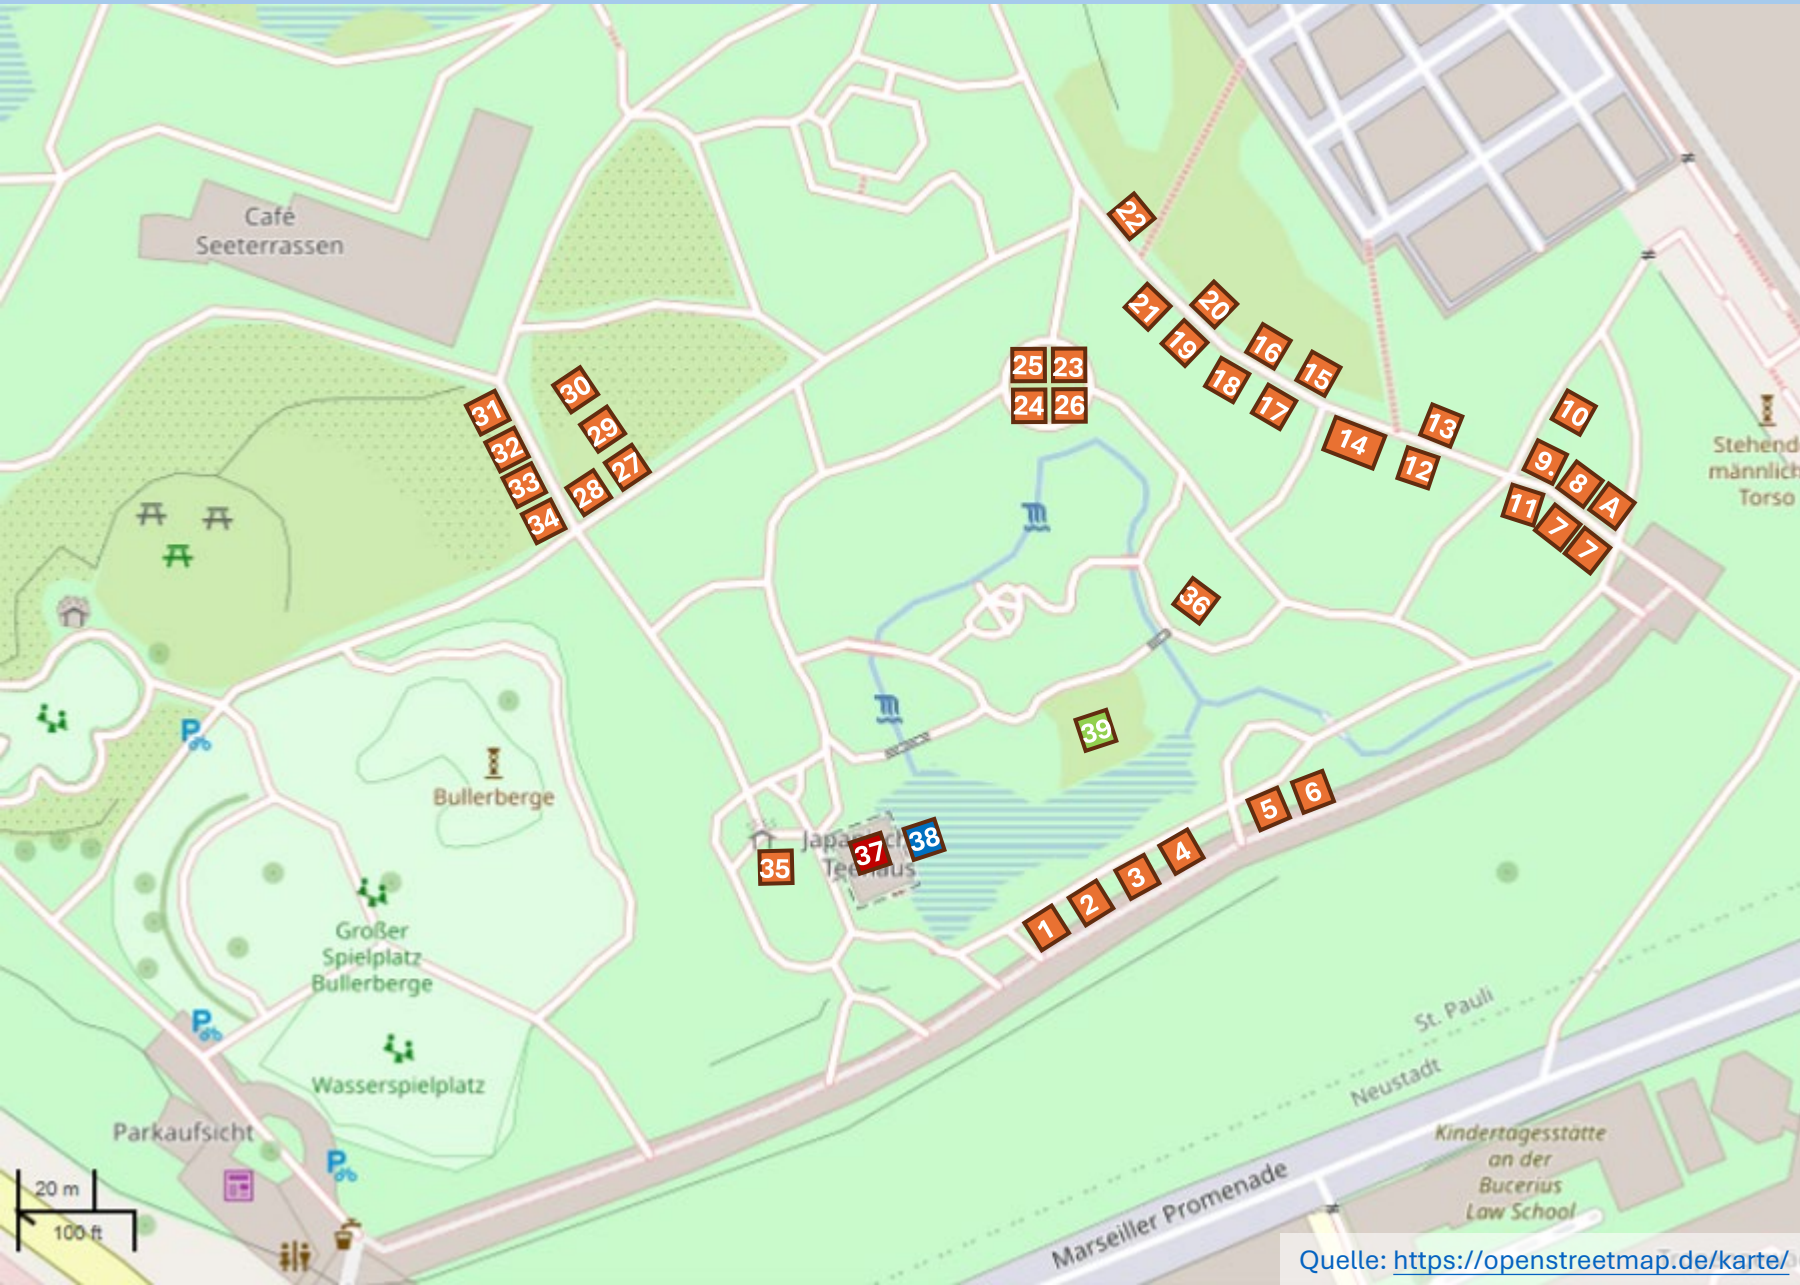 Café
Seeterrassen
22
21
20
19
16
15
18
17
25
23
24
26
14
13
12
10
9.
8
A
11
7
7
30
29
27
28
31
32
33
34
Stehend
männlich
Torso
36
39
Bullerberge
38
37
35
5
6
4
3
2
1
Großer
Spielplatz
Bullerberge
Wasserspielplatz
Parkaufsicht
St. Pauli
Neustadt
Marseiller Promenade
Kindertagesstätte
an der
Bucerius
Law School
20 m
100 ft
P
P
P
Quelle: https://openstreetmap.de/karte/